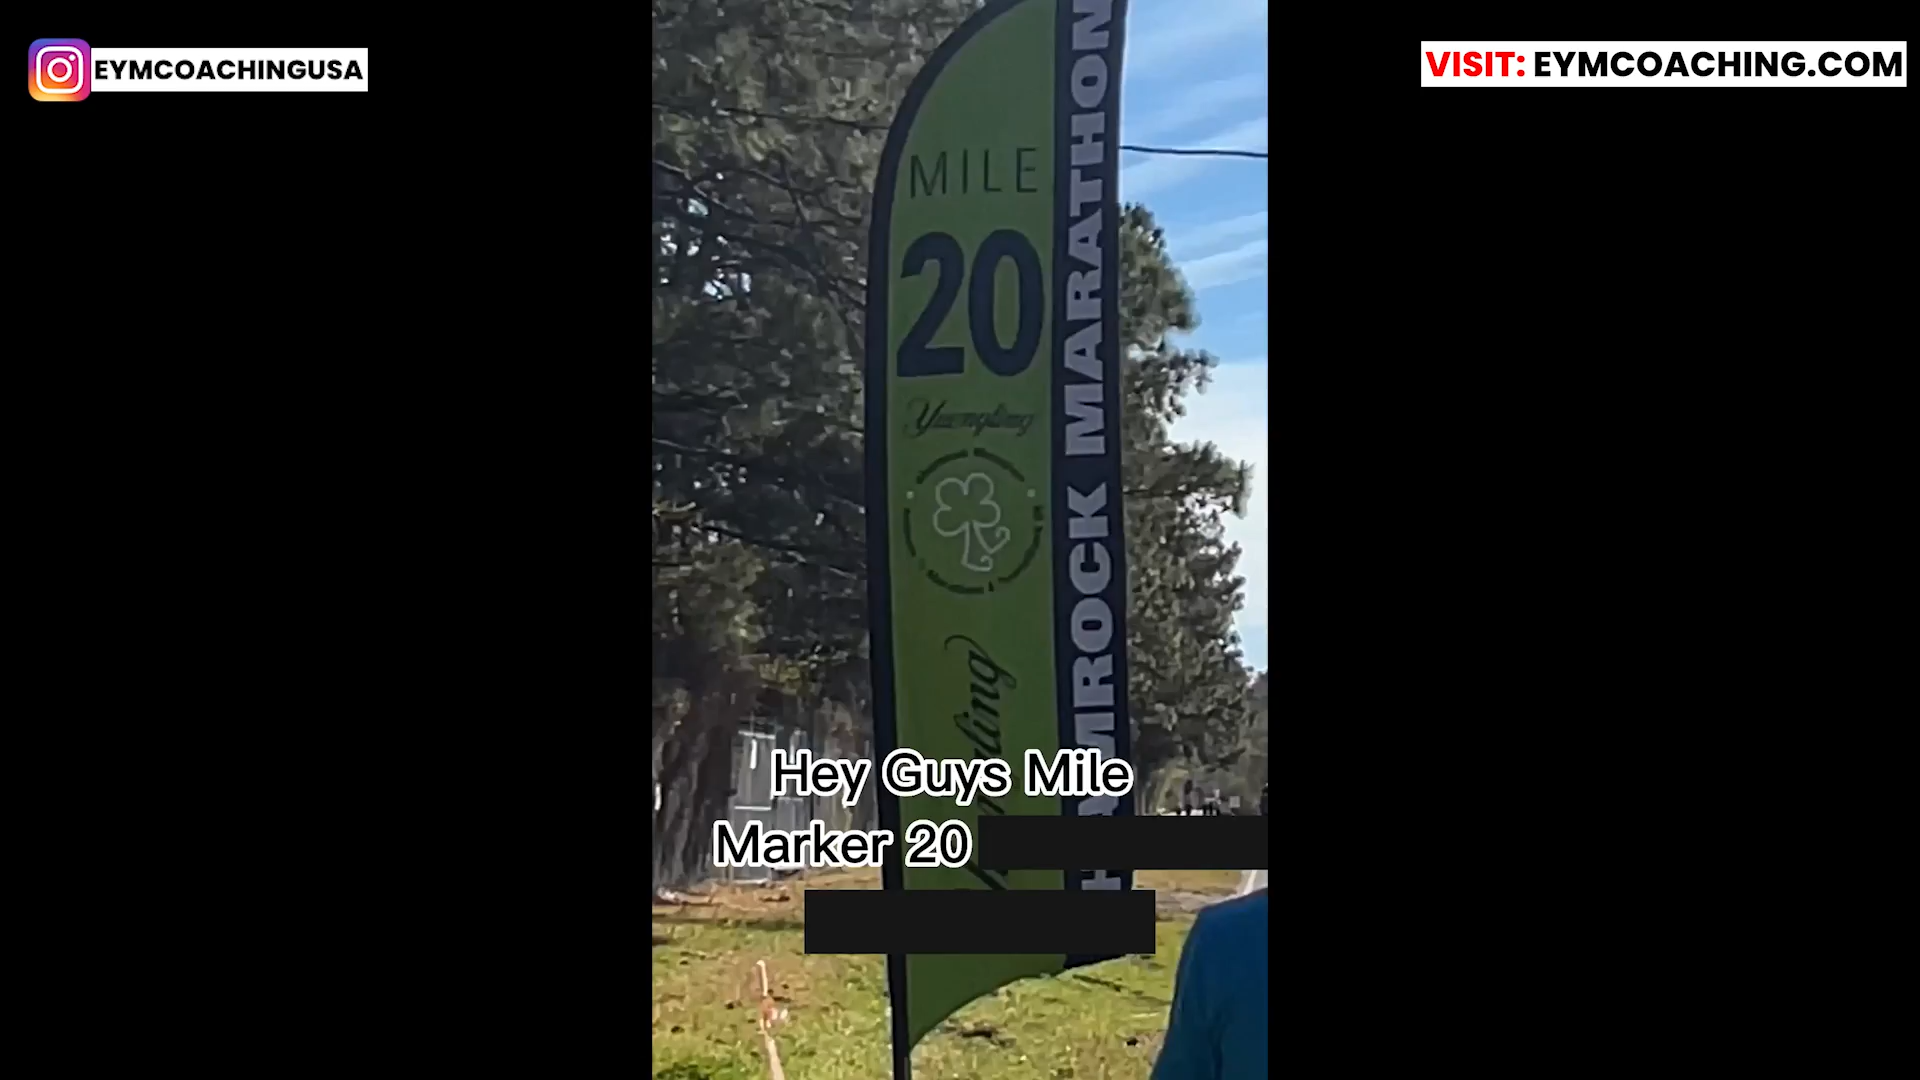 EYMCOACHINGUSA
VISIT: EYMCOACHING.COM
MILE
20
Yuengling
MROCK MARATHON
Hey Guys Mile
Marker 20